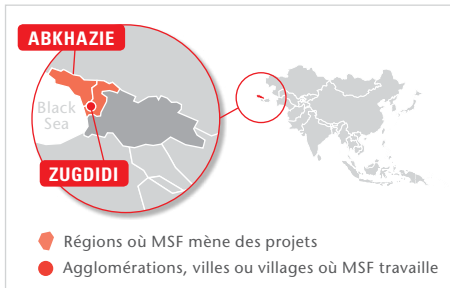 ABKHAZIE
Black
Sea
ZUGDIDI
Régions où MSF mène des projets
Agglomérations, villes ou villages où MSF travaille